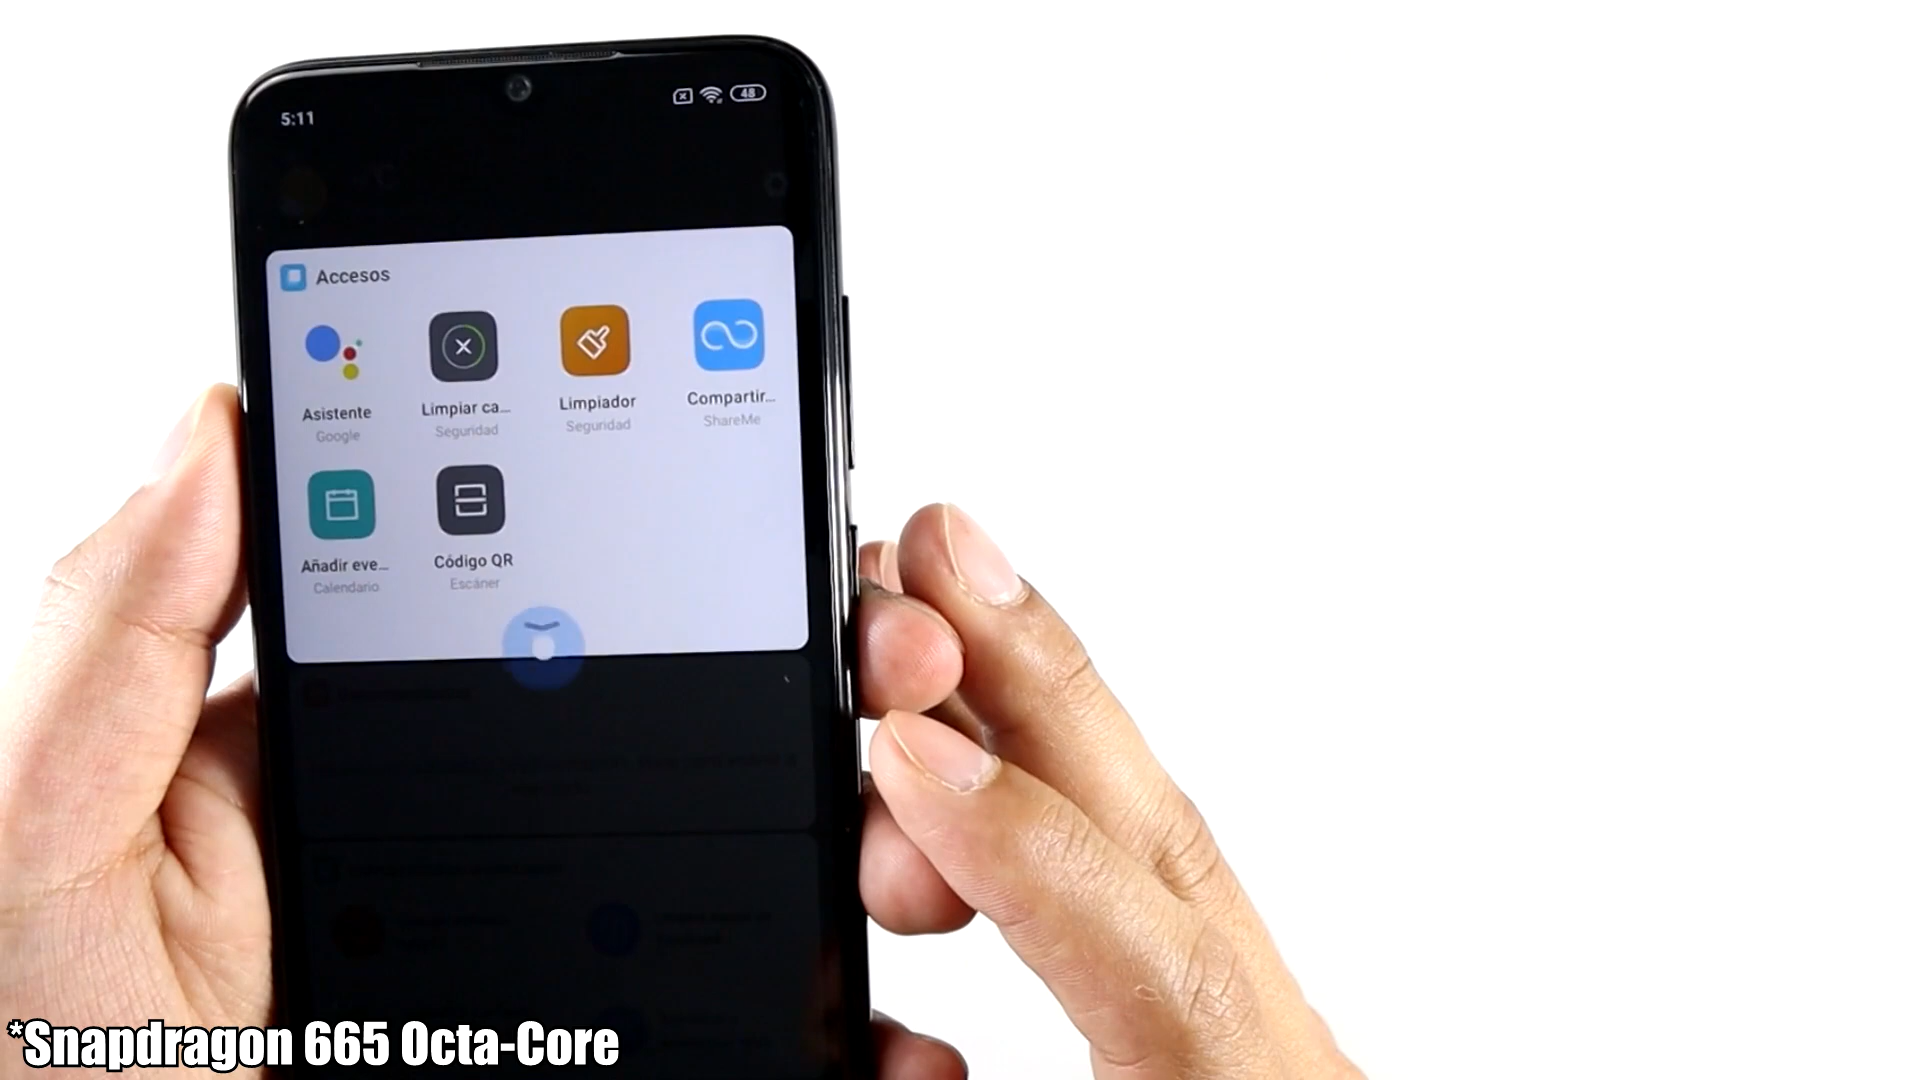 5:11
48
Accesos
Asistente
Google
Limpiar ca...
Seguridad
Limpiador
Seguridad
Compartir...
ShareMe
Añadir eve...
Calendario
Código QR
Escáner
*Snapdragon 665 Octa-Core